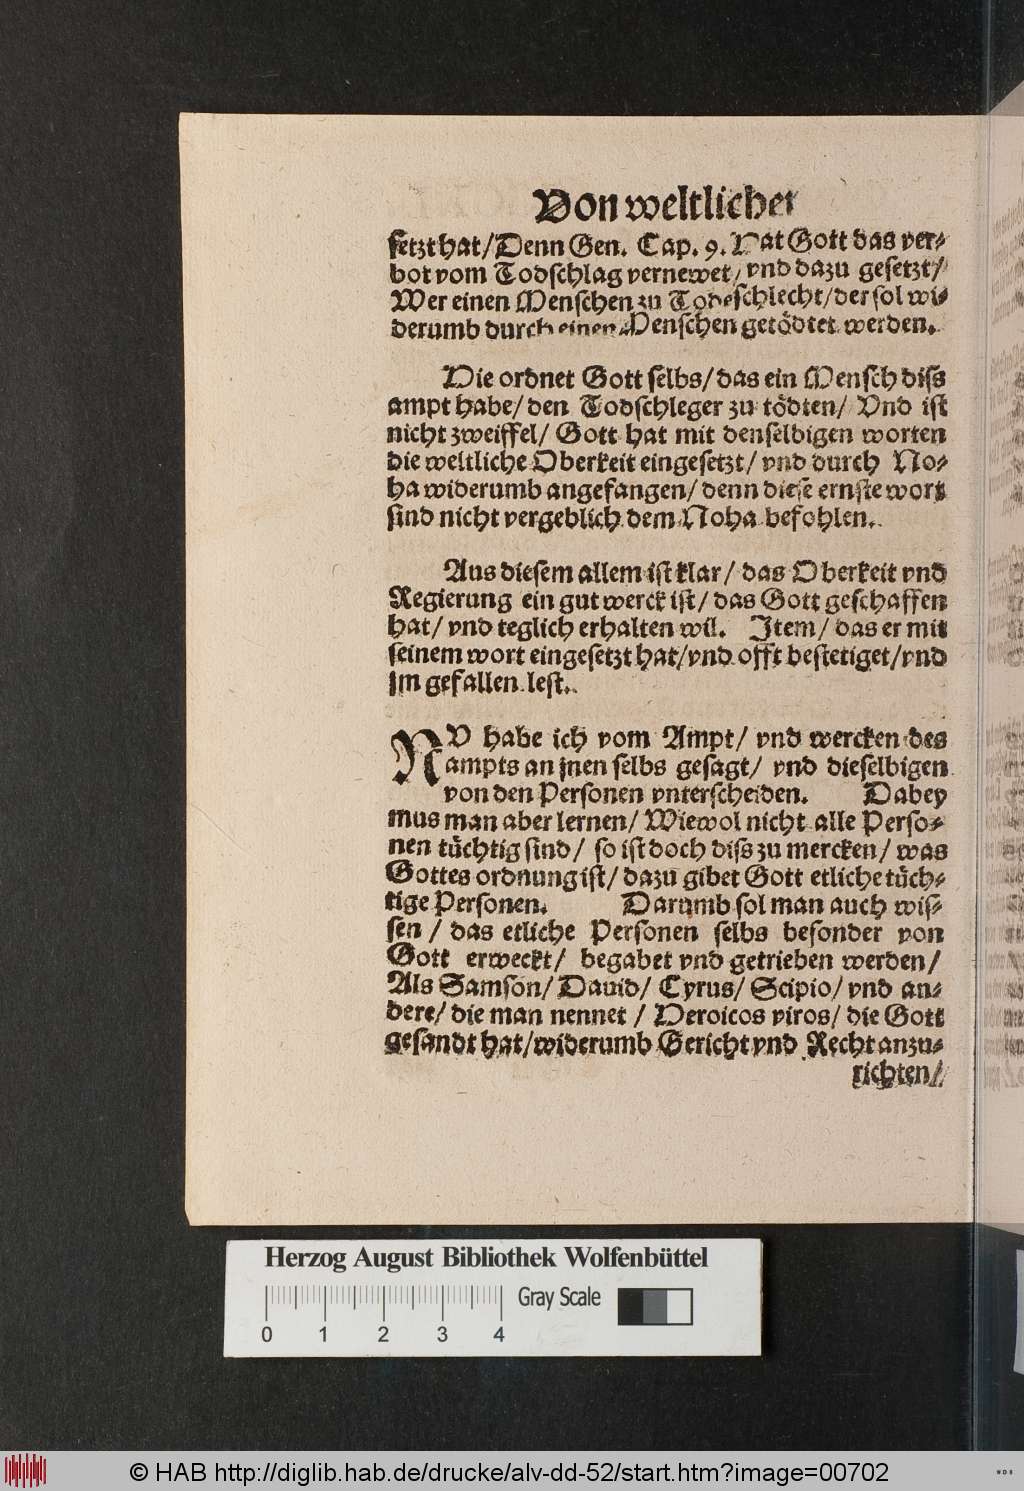 Von weltlicher
setzt hat/Denn Gen. Cap. 9. Hat Gott das ver-
bot vom Todschlag vernewet/ vnd dazu gesetzt/
Wer einen Menschen zu Tode schlecht/der sol wi-
derumb durch einen Menschen getödtet werden.
Hie ordnet Gott selbs/das ein Mensch diss
ampt habe/den Todschleger zu tödten/ Vnd ist
nicht zweiffel/ Gott hat mit denselbigen worten
die weltliche Oberkeit eingesetzt/ vnd durch No-
ha widerumb angefangen/ denn diese ernste wort
sind nicht vergeblich dem Noha befohlen.
Aus diesem allem ist klar/ das Oberkeit vnd
Regierung ein gut werck ist/ das Gott geschaffen
hat/ vnd teglich erhalten wil. Item/ das er mit
seinem wort eingesetzt hat/vnd offt bestetiget/vnd
jm gefallen lest.
NV habe ich vom Ampt/ vnd wercken des
ampts an jnen selbs gesagt/ vnd dieselbigen
von den Personen vnterscheiden. Dabey
mus man aber lernen/ Wiewol nicht alle Perso-
nen tüchtig sind/ so ist doch diss zu mercken/ was
Gottes ordnung ist/ dazu gibet Gott etliche tüch-
tige Personen. Darumb sol man auch wis-
sen/ das etliche Personen selbs besonder von
Gott erweckt/ begabet vnd getrieben werden/
Als Samson/ Dauid/ Cyrus/ Scipio/ vnd an-
dere/ die man nennet/ Heroicos viros/ die Gott
gesandt hat/widerumb Gericht vnd Recht anzu-
richten/
Herzog August Bibliothek Wolfenbüttel
Gray Scale
0 1 2 3 4
© HAB http://diglib.hab.de/drucke/alv-dd-52/start.htm?image=00702
WDB